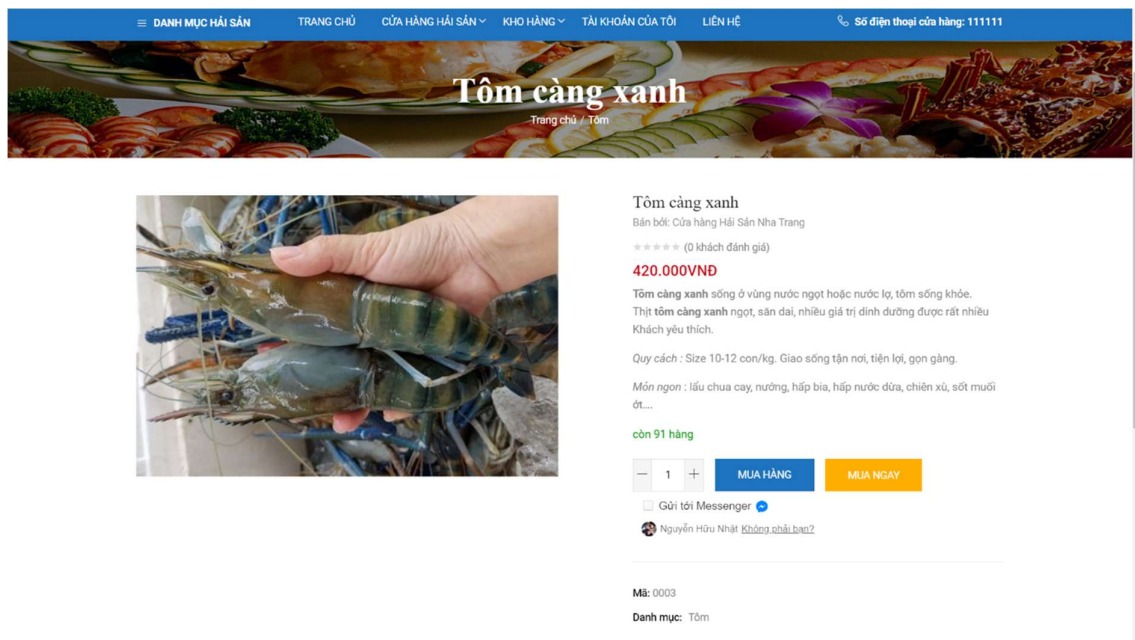 DANH MỤC HẢI SẢN TRANG CHỦ CỬA HÀNG HẢI SẢN KHO HÀNG TÀI KHOẢN CỦA TÔI LIÊN HỆ Số điện thoại cửa hàng: 111111
Tôm càng xanh
Trang chủ / Tôm
Tôm càng xanh
Bán bởi: Cửa hàng Hải Sản Nha Trang
(0 khách đánh giá)
420.000VNĐ
Tôm càng xanh sống ở vùng nước ngọt hoặc nước lợ, tôm sống khỏe.
Thịt tôm càng xanh ngọt, săn dai, nhiều giá trị dinh dưỡng được rất nhiều
Khách yêu thích.
Quy cách : Size 10-12 con/kg. Giao sống tận nơi, tiện lợi, gọn gàng.
Món ngon : lẩu chua cay, nướng, hấp bia, hấp nước dừa, chiên xù, sốt muối
ớt....
còn 91 hàng
− 1 + MUA HÀNG MUA NGAY
Gửi tới Messenger
Nguyễn Hữu Nhật Không phải bạn?
Mã: 0003
Danh mục: Tôm